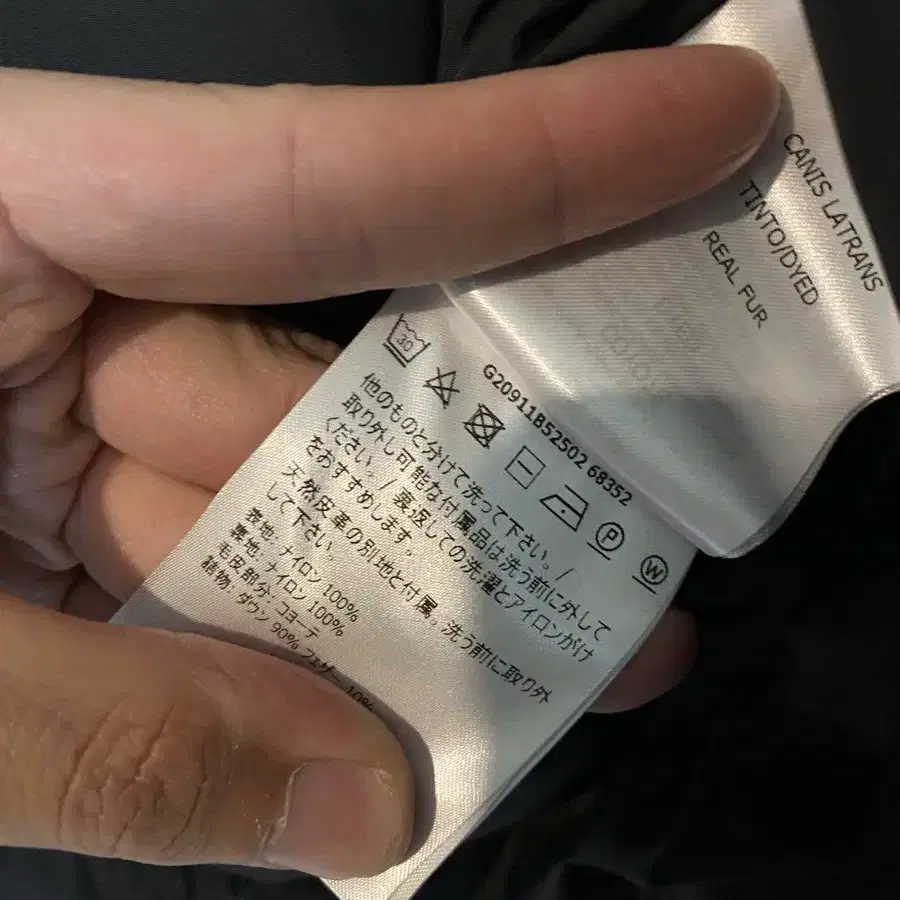 CANIS LATRANS
TINTO/DYED
REAL FUR
30
G20911B52502 68352
P
W
他のものと分けて洗って下さい。/
取り外し可能な付属品は洗う前に外して
ください。/ 裏返しての洗濯とアイロンがけ
をおすすめします。
天然皮革の別地と付属。洗う前に取り外
して下さい。
表地: ナイロン 100%
裏地: ナイロン 100%
毛皮部分: コヨーテ
詰物: ダウン 90% フェザー 10%